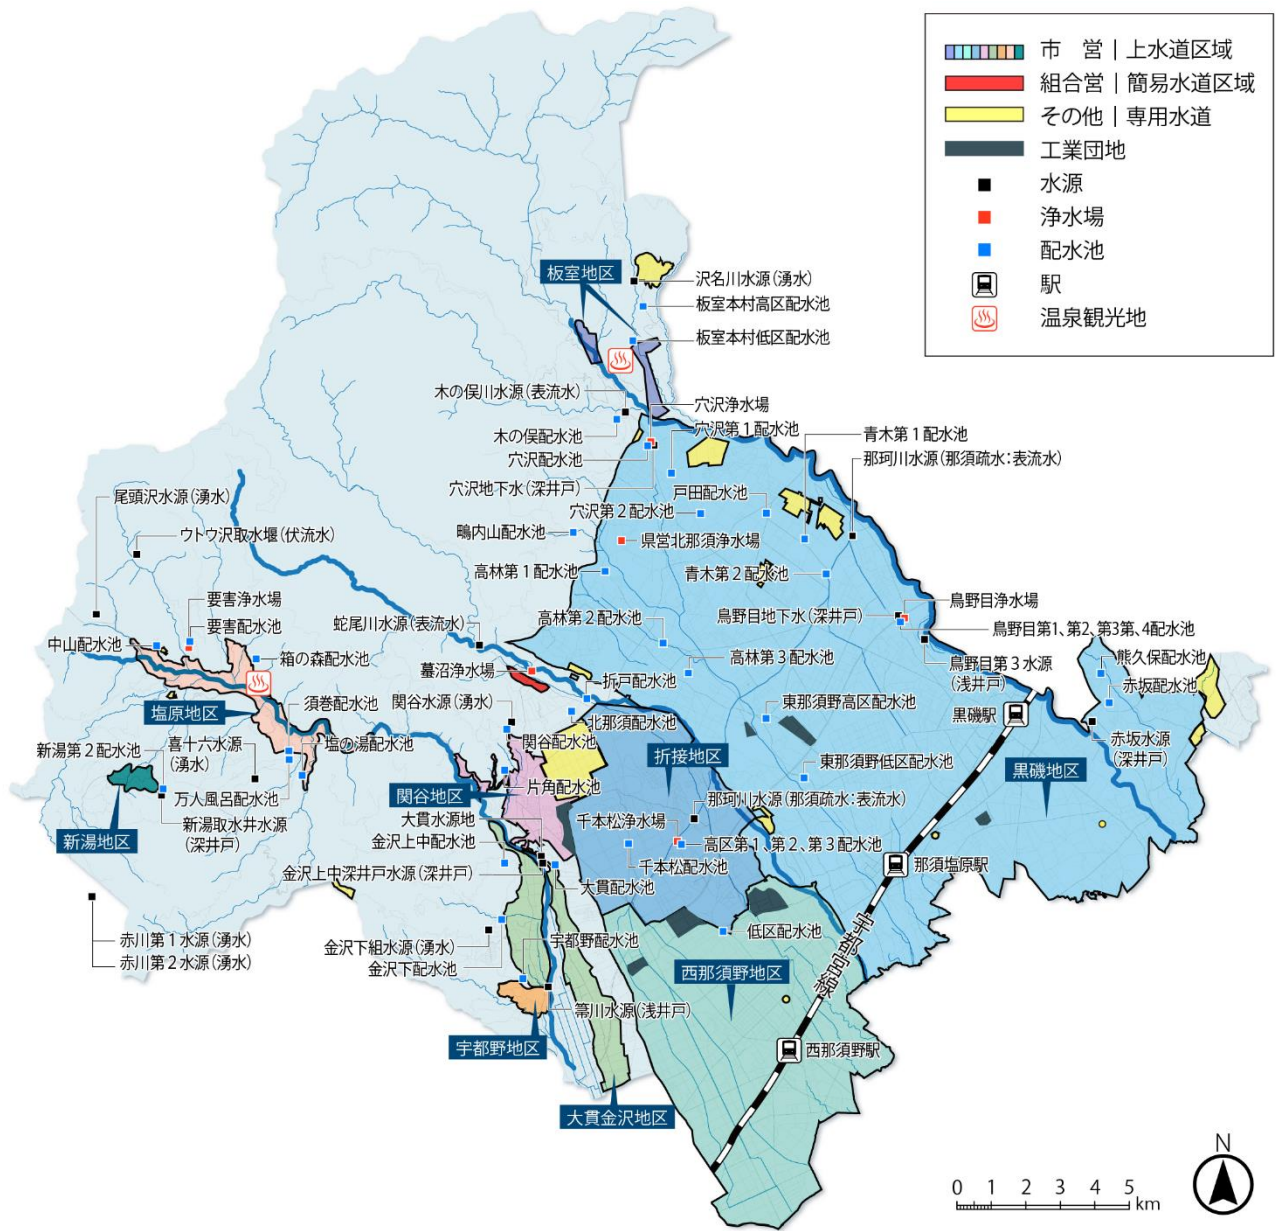 市　営｜上水道区域
組合営｜簡易水道区域
その他｜専用水道
工業団地
水源
浄水場
配水池
駅
温泉観光地
板室地区
沢名川水源(湧水)
板室本村高区配水池
板室本村低区配水池
木の俣川水源(表流水)
穴沢浄水場
木の俣配水池
穴沢第1配水池
青木第1配水池
穴沢配水池
那珂川水源(那須疏水:表流水)
穴沢地下水(深井戸)
戸田配水池
尾頭沢水源(湧水)
穴沢第2配水池
ウトウ沢取水堰(伏流水)
鴫内山配水池
県営北那須浄水場
高林第1配水池
青木第2配水池
要害浄水場
鳥野目浄水場
要害配水池
蛇尾川水源(表流水)
高林第2配水池
鳥野目地下水(深井戸)
鳥野目第1、第2、第3第、4配水池
中山配水池
箱の森配水池
蟇沼浄水場
高林第3配水池
鳥野目第3水源
(浅井戸)
熊久保配水池
折戸配水池
赤坂配水池
須巻配水池
関谷水源(湧水)
塩原地区
東那須野高区配水池
黒磯駅
北那須配水池
新湯第2配水池
喜十六水源
(湧水)
塩の湯配水池
関谷配水池
折接地区
赤坂水源
(深井戸)
東那須野低区配水池
黒磯地区
万人風呂配水池
関谷地区
片角配水池
那珂川水源(那須疏水:表流水)
大貫水源地
千本松浄水場
新湯地区
新湯取水井水源
(深井戸)
金沢上中配水池
高区第1、第2、第3配水池
那須塩原駅
金沢上中深井戸水源(深井戸)
千本松配水池
大貫配水池
宇都宮線
赤川第1水源(湧水)
赤川第2水源(湧水)
金沢下組水源(湧水)
宇都野配水池
低区配水池
金沢下配水池
西那須野地区
箒川水源(浅井戸)
宇都野地区
西那須野駅
大貫金沢地区
N
0 1 2 3 4 5
km